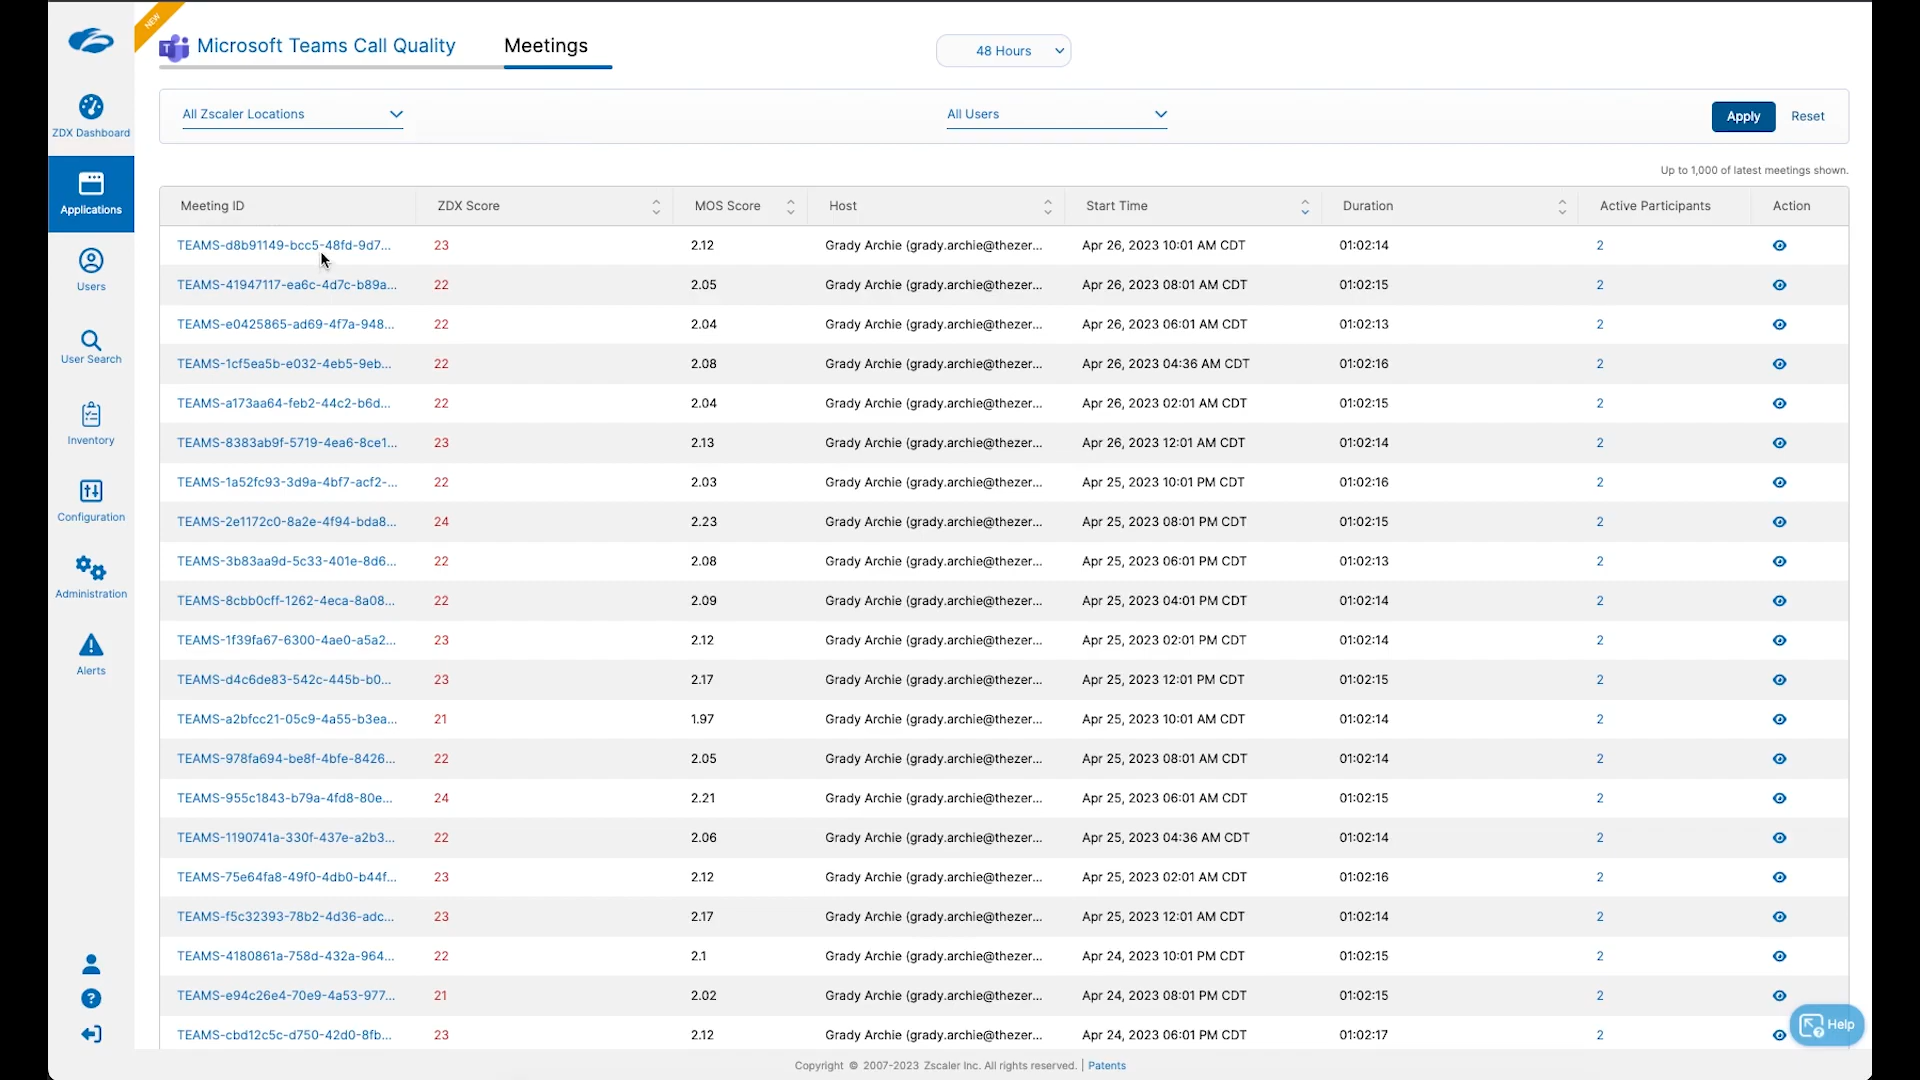 NEW
Microsoft Teams Call Quality Meetings 48 Hours
All Zscaler Locations All Users Apply Reset
Up to 1,000 of latest meetings shown.
ZDX Dashboard
Applications
Users
User Search
Inventory
Configuration
Administration
Alerts
Meeting ID ZDX Score MOS Score Host Start Time Duration Active Participants Action
TEAMS-d8b91149-bcc5-48fd-9d7... 23 2.12 Grady Archie (grady.archie@thezer... Apr 26, 2023 10:01 AM CDT 01:02:14 2
TEAMS-41947117-ea6c-4d7c-b89a... 22 2.05 Grady Archie (grady.archie@thezer... Apr 26, 2023 08:01 AM CDT 01:02:15 2
TEAMS-e0425865-ad69-4f7a-948... 22 2.04 Grady Archie (grady.archie@thezer... Apr 26, 2023 06:01 AM CDT 01:02:13 2
TEAMS-1cf5ea5b-e032-4eb5-9eb... 22 2.08 Grady Archie (grady.archie@thezer... Apr 26, 2023 04:36 AM CDT 01:02:16 2
TEAMS-a173aa64-feb2-44c2-b6d... 22 2.04 Grady Archie (grady.archie@thezer... Apr 26, 2023 02:01 AM CDT 01:02:15 2
TEAMS-8383ab9f-5719-4ea6-8ce1... 23 2.13 Grady Archie (grady.archie@thezer... Apr 26, 2023 12:01 AM CDT 01:02:14 2
TEAMS-1a52fc93-3d9a-4bf7-acf2-... 22 2.03 Grady Archie (grady.archie@thezer... Apr 25, 2023 10:01 PM CDT 01:02:16 2
TEAMS-2e1172c0-8a2e-4f94-bda8... 24 2.23 Grady Archie (grady.archie@thezer... Apr 25, 2023 08:01 PM CDT 01:02:15 2
TEAMS-3b83aa9d-5c33-401e-8d6... 22 2.08 Grady Archie (grady.archie@thezer... Apr 25, 2023 06:01 PM CDT 01:02:13 2
TEAMS-8cbb0cff-1262-4eca-8a08... 22 2.09 Grady Archie (grady.archie@thezer... Apr 25, 2023 04:01 PM CDT 01:02:14 2
TEAMS-1f39fa67-6300-4ae0-a5a2... 23 2.12 Grady Archie (grady.archie@thezer... Apr 25, 2023 02:01 PM CDT 01:02:14 2
TEAMS-d4c6de83-542c-445b-b0... 23 2.17 Grady Archie (grady.archie@thezer... Apr 25, 2023 12:01 PM CDT 01:02:15 2
TEAMS-a2bfcc21-05c9-4a55-b3ea... 21 1.97 Grady Archie (grady.archie@thezer... Apr 25, 2023 10:01 AM CDT 01:02:14 2
TEAMS-978fa694-be8f-4bfe-8426... 22 2.05 Grady Archie (grady.archie@thezer... Apr 25, 2023 08:01 AM CDT 01:02:14 2
TEAMS-955c1843-b79a-4fd8-80e... 24 2.21 Grady Archie (grady.archie@thezer... Apr 25, 2023 06:01 AM CDT 01:02:15 2
TEAMS-1190741a-330f-437e-a2b3... 22 2.06 Grady Archie (grady.archie@thezer... Apr 25, 2023 04:36 AM CDT 01:02:14 2
TEAMS-75e64fa8-49f0-4db0-b44f... 23 2.12 Grady Archie (grady.archie@thezer... Apr 25, 2023 02:01 AM CDT 01:02:16 2
TEAMS-f5c32393-78b2-4d36-adc... 23 2.17 Grady Archie (grady.archie@thezer... Apr 25, 2023 12:01 AM CDT 01:02:14 2
TEAMS-4180861a-758d-432a-964... 22 2.1 Grady Archie (grady.archie@thezer... Apr 24, 2023 10:01 PM CDT 01:02:15 2
TEAMS-e94c26e4-70e9-4a53-977... 21 2.02 Grady Archie (grady.archie@thezer... Apr 24, 2023 08:01 PM CDT 01:02:15 2
TEAMS-cbd12c5c-d750-42d0-8fb... 23 2.12 Grady Archie (grady.archie@thezer... Apr 24, 2023 06:01 PM CDT 01:02:17 2
Help
Copyright © 2007-2023 Zscaler Inc. All rights reserved. | Patents